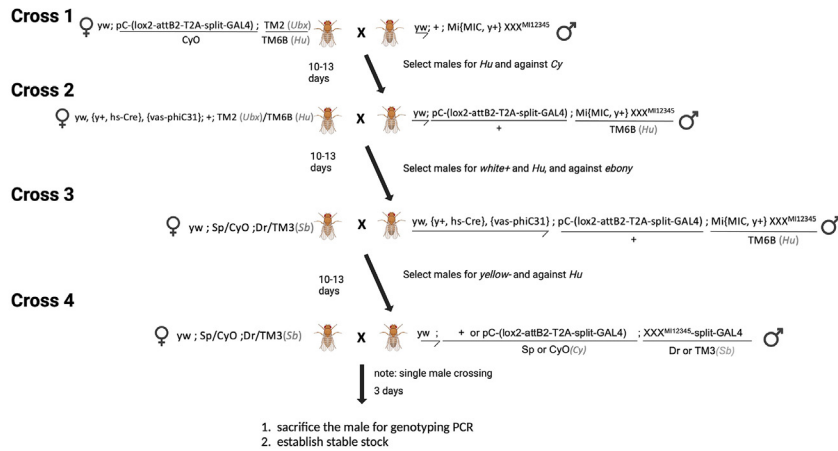 Cross 1
yw; pC-(lox2-attB2-T2A-split-GAL4) ; TM2 (Ubx)
CyO TM6B (Hu)
X
yw; + ; Mi{MIC, y+} XXX^MI12345
10-13
days
Select males for Hu and against Cy
Cross 2
yw, {y+, hs-Cre}, {vas-phiC31}; +; TM2 (Ubx)/TM6B (Hu)
X
yw; pC-(lox2-attB2-T2A-split-GAL4) ; Mi{MIC, y+} XXX^MI12345
+ TM6B (Hu)
10-13
days
Select males for white+ and Hu, and against ebony
Cross 3
yw ; Sp/CyO ;Dr/TM3(Sb)
X
yw, {y+, hs-Cre}, {vas-phiC31} ; pC-(lox2-attB2-T2A-split-GAL4) ; Mi{MIC, y+} XXX^MI12345
+ TM6B (Hu)
10-13
days
Select males for yellow- and against Hu
Cross 4
yw ; Sp/CyO ;Dr/TM3(Sb)
X
yw ; + or pC-(lox2-attB2-T2A-split-GAL4) ; XXX^MI12345-split-GAL4
Sp or CyO(Cy) Dr or TM3(Sb)
note: single male crossing
3 days
1. sacrifice the male for genotyping PCR
2. establish stable stock